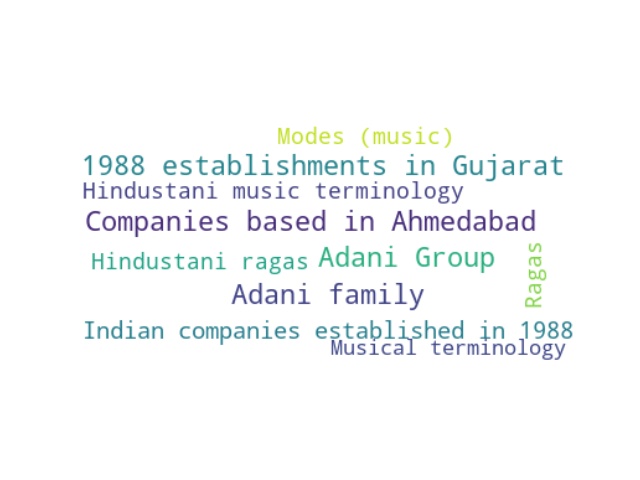 Modes (music)
1988 establishments in Gujarat
Hindustani music terminology
Companies based in Ahmedabad
Hindustani ragas
Adani Group
Ragas
Adani family
Indian companies established in 1988
Musical terminology